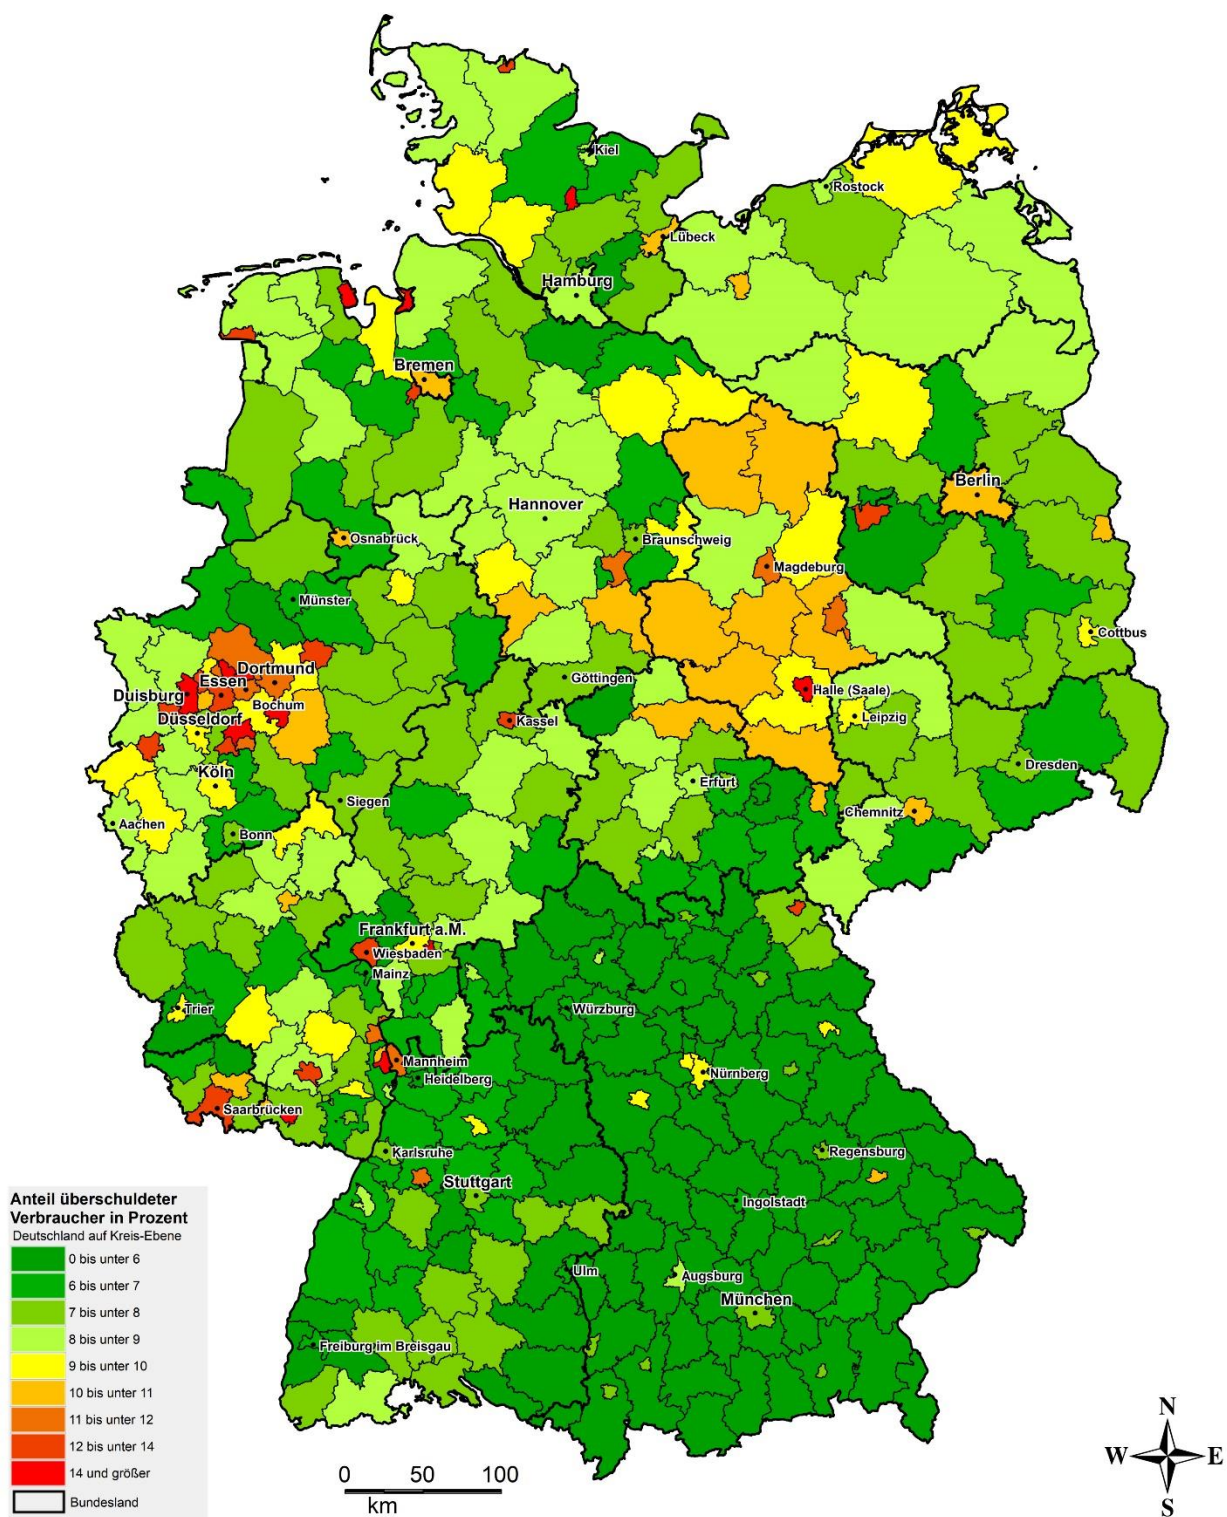 Kiel
Rostock
Lübeck
Hamburg
Bremen
Berlin
Hannover
Osnabrück
Braunschweig
Magdeburg
Münster
Cottbus
Dortmund
Essen
Göttingen
Halle (Saale)
Duisburg
Bochum
Düsseldorf
Kassel
Leipzig
Dresden
Köln
Erfurt
Siegen
Chemnitz
Aachen
Bonn
Frankfurt a.M.
Wiesbaden
Mainz
Trier
Würzburg
Mannheim
Nürnberg
Heidelberg
Saarbrücken
Karlsruhe
Regensburg
Stuttgart
Ingolstadt
Ulm
Augsburg
München
Freiburg im Breisgau
Anteil überschuldeter
Verbraucher in Prozent
Deutschland auf Kreis-Ebene
0 bis unter 6
6 bis unter 7
7 bis unter 8
8 bis unter 9
9 bis unter 10
10 bis unter 11
11 bis unter 12
12 bis unter 14
14 und größer
Bundesland
0 50 100
km
N
W E
S